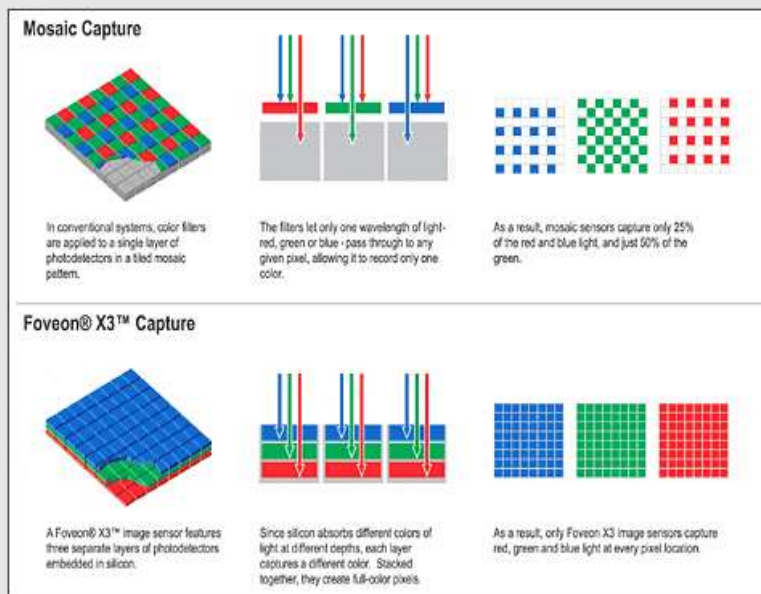 Mosaic Capture
In conventional systems, color filters
are applied to a single layer of
photodetectors in a tiled mosaic
pattern.
The filters let only one wavelength of light-
red, green or blue - pass through to any
given pixel, allowing it to record only one
color.
As a result, mosaic sensors capture only 25%
of the red and blue light, and just 50% of the
green.
Foveon® X3™ Capture
A Foveon® X3™ image sensor features
three separate layers of photodetectors
embedded in silicon.
Since silicon absorbs different colors of
light at different depths, each layer
captures a different color. Stacked
together, they create full-color pixels.
As a result, only Foveon X3 image sensors capture
red, green and blue light at every pixel location.